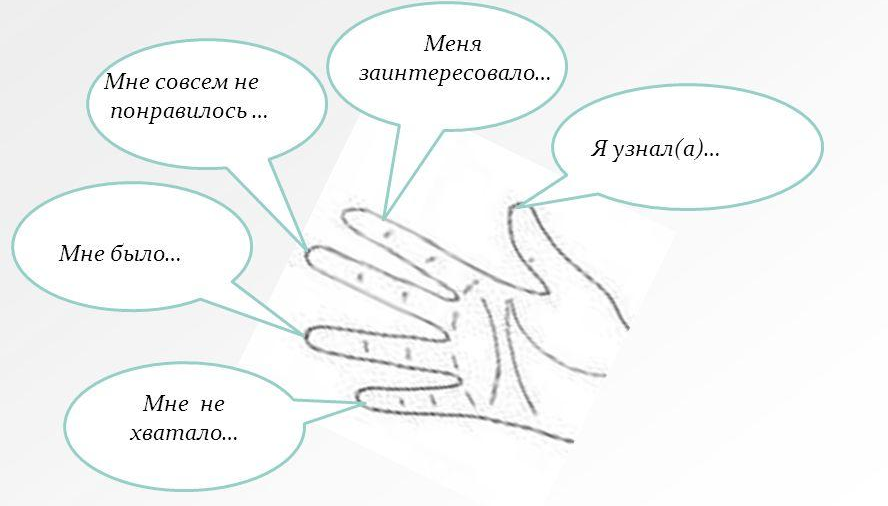 Меня
заинтересовало...
Мне совсем не
понравилось ...
Я узнал(а)...
Мне было...
Мне не
хватало...